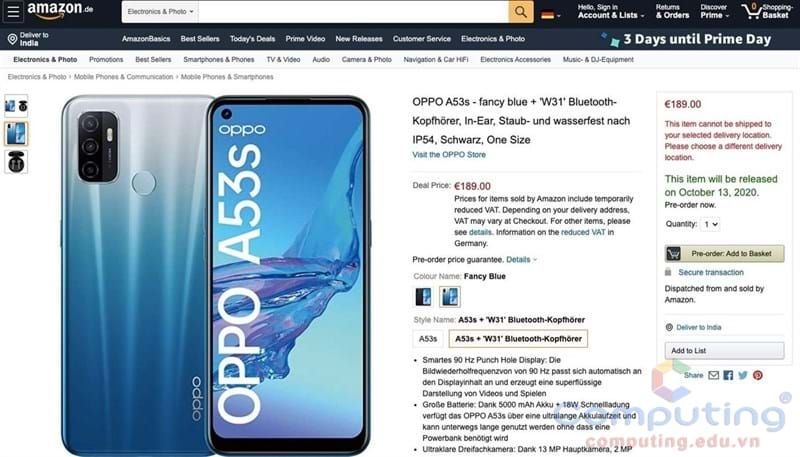 amazon.de
Electronics & Photo
Hello, Sign in
Account & Lists
Returns
& Orders
Discover
Prime
0
Shopping-
Basket
Deliver to
India
AmazonBasics Best Sellers Today's Deals Prime Video New Releases Customer Service Electronics & Photo
3 Days until Prime Day
Electronics & Photo Promotions Best Sellers Smartphones & Phones TV & Video Audio Camera & Photo Navigation & Car HiFi Electronics Accessories Music- & DJ-Equipment
Electronics & Photo › Mobile Phones & Communication › Mobile Phones & Smartphones
oppo
OPPO A53s
oppo
OPPO A53s - fancy blue + 'W31' Bluetooth-
Kopfhörer, In-Ear, Staub- und wasserfest nach
IP54, Schwarz, One Size
Visit the OPPO Store
Deal Price: €189.00
Prices for items sold by Amazon include temporarily
reduced VAT. Depending on your delivery address,
VAT may vary at Checkout. For other items, please
see details. Information on the reduced VAT in
Germany.
Pre-order price guarantee. Details
Colour Name: Fancy Blue
Style Name: A53s + 'W31' Bluetooth-Kopfhörer
A53s
A53s + 'W31' Bluetooth-Kopfhörer
• Smartes 90 Hz Punch Hole Display: Die
Bildwiederholfrequenzvon von 90 Hz passt sich automatisch an
den Displayinhalt an und erzeugt eine superflüssige
Darstellung von Videos und Spielen
• Große Batterie: Dank 5000 mAh Akku + 18W Schnellladung
verfügt das OPPO A53s über eine ultralange Akkulaufzeit und
kann unterwegs lange genutzt werden ohne dass eine
Powerbank benötigt wird
• Ultraklare Dreifachkamera: Dank 13 MP Hauptkamera, 2 MP
€189.00
This item cannot be shipped to
your selected delivery location.
Please choose a different delivery
location.
This item will be released
on October 13, 2020.
Pre-order now.
Quantity: 1
Pre-order: Add to Basket
Secure transaction
Dispatched from and sold by
Amazon.
Deliver to India
Add to List
Share
computing®
computing.edu.vn